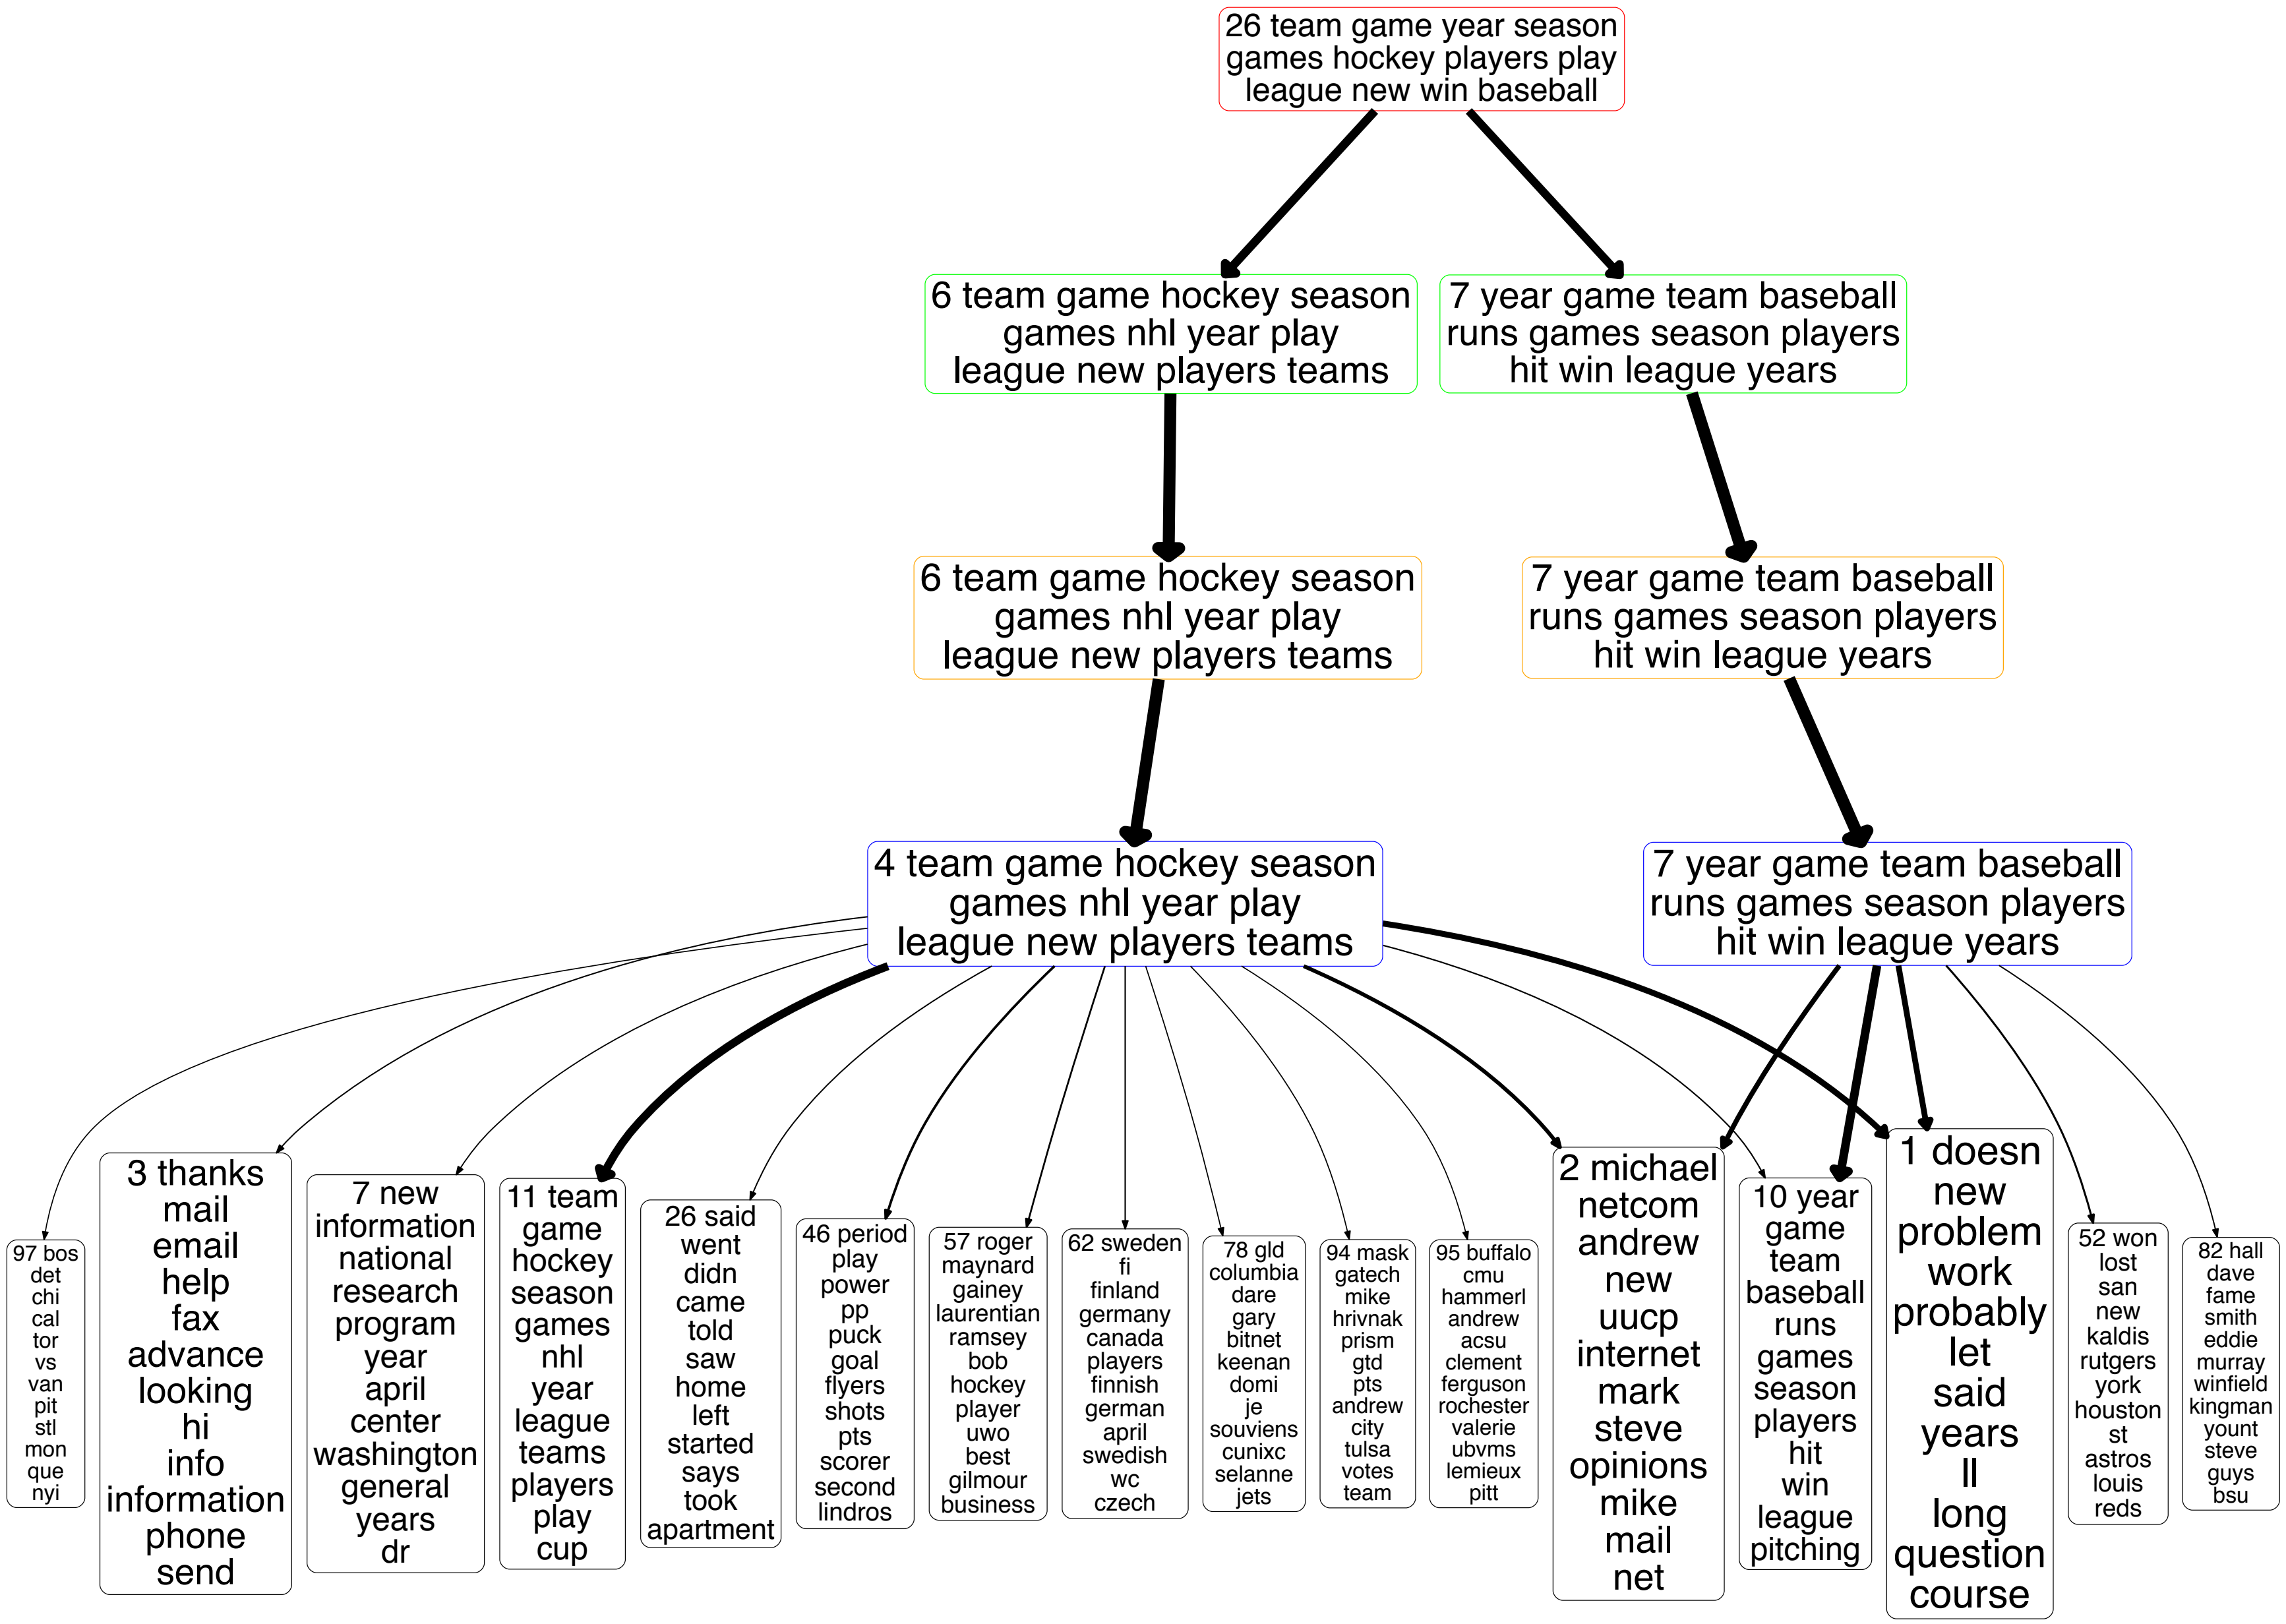 26 team game year season
games hockey players play
league new win baseball
6 team game hockey season
games nhl year play
league new players teams
7 year game team baseball
runs games season players
hit win league years
6 team game hockey season
games nhl year play
league new players teams
7 year game team baseball
runs games season players
hit win league years
4 team game hockey season
games nhl year play
league new players teams
7 year game team baseball
runs games season players
hit win league years
97 bos
det
chi
cal
tor
vs
van
pit
stl
mon
que
nyi
3 thanks
mail
email
help
fax
advance
looking
hi
info
information
phone
send
7 new
information
national
research
program
year
april
center
washington
general
years
dr
11 team
game
hockey
season
games
nhl
year
league
teams
players
play
cup
26 said
went
didn
came
told
saw
home
left
started
says
took
apartment
46 period
play
power
pp
puck
goal
flyers
shots
pts
scorer
second
lindros
57 roger
maynard
gainey
laurentian
ramsey
bob
hockey
player
uwo
best
gilmour
business
62 sweden
fi
finland
germany
canada
players
finnish
german
april
swedish
wc
czech
78 gld
columbia
dare
gary
bitnet
keenan
domi
je
souviens
cunixc
selanne
jets
94 mask
gatech
mike
hrivnak
prism
gtd
pts
andrew
city
tulsa
votes
team
95 buffalo
cmu
hammerl
andrew
acsu
clement
ferguson
rochester
valerie
ubvms
lemieux
pitt
2 michael
netcom
andrew
new
uucp
internet
mark
steve
opinions
mike
mail
net
10 year
game
team
baseball
runs
games
season
players
hit
win
league
pitching
1 doesn
new
problem
work
probably
let
said
years
ll
long
question
course
52 won
lost
san
new
kaldis
rutgers
york
houston
st
astros
louis
reds
82 hall
dave
fame
smith
eddie
murray
winfield
kingman
yount
steve
guys
bsu